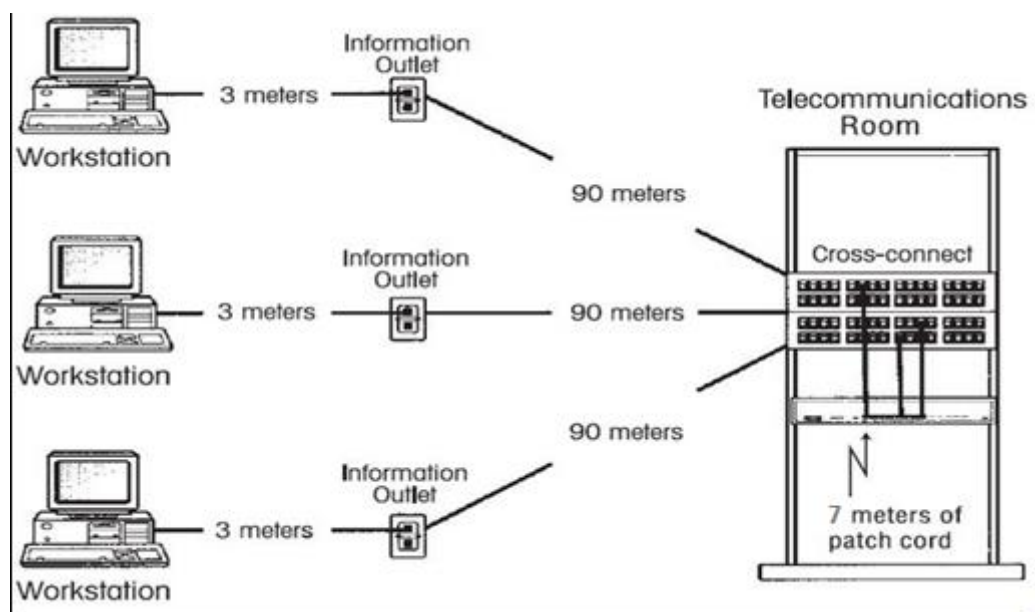 Information
Outlet
3 meters
Workstation
90 meters
Information
Outlet
3 meters
90 meters
Workstation
90 meters
Information
Outlet
3 meters
Workstation
Telecommunications
Room
Cross-connect
7 meters of
patch cord